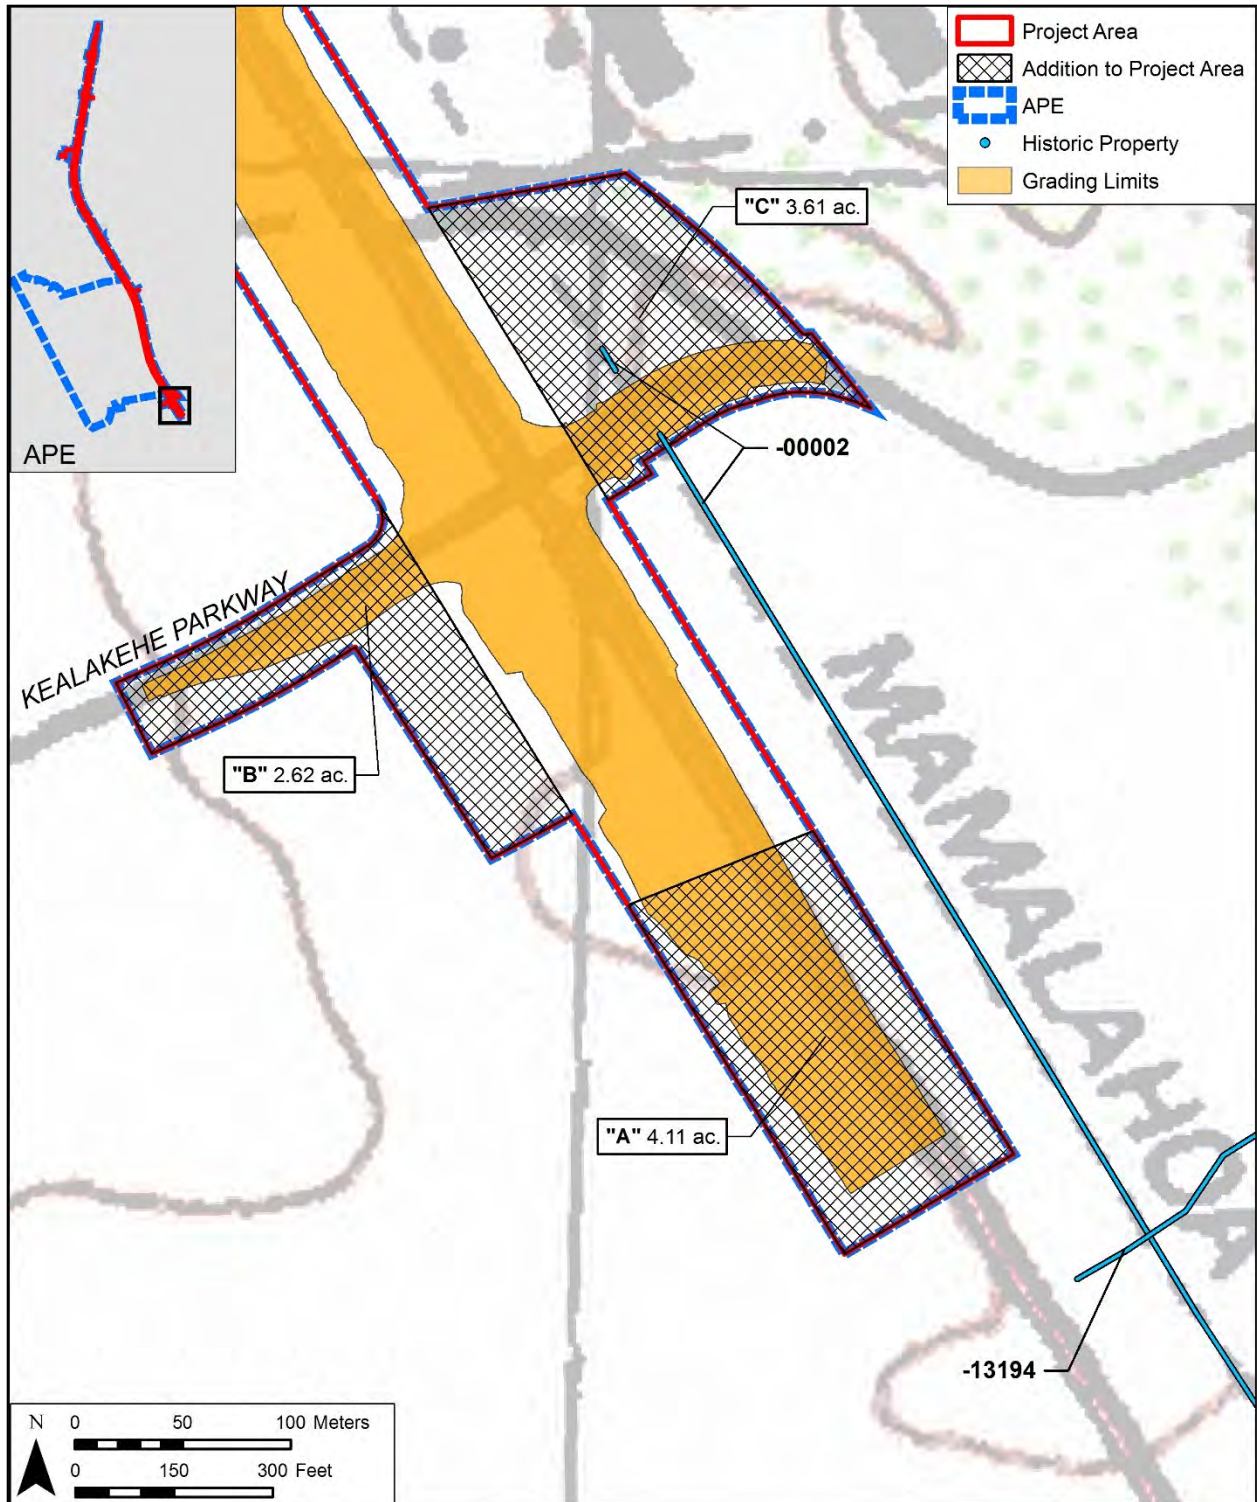 Project Area
Addition to Project Area
APE
Historic Property
Grading Limits
APE
"C" 3.61 ac.
-00002
KEALAKEHE PARKWAY
"B" 2.62 ac.
MAMALAHOA
"A" 4.11 ac.
-13194
N 0 50 100 Meters
0 150 300 Feet